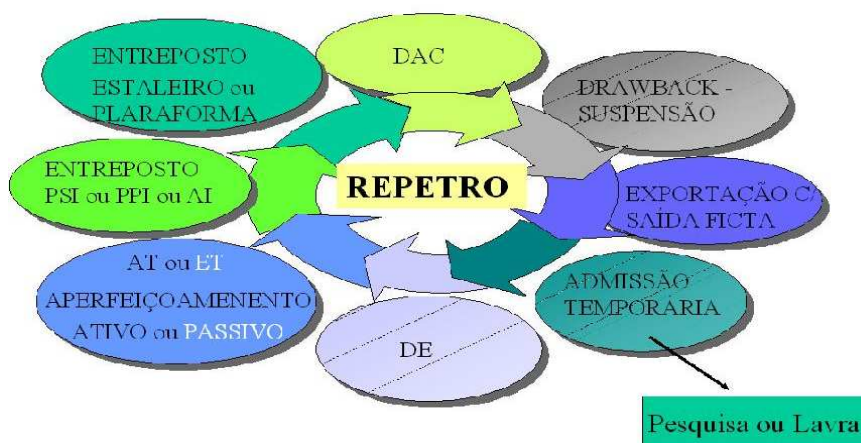 ENTREPOSTO
ESTALEIRO ou
PLARAFORMA
DAC
DRAWBACK -
SUSPENSÃO
ENTREPOSTO
PSI ou PPI ou AI
REPETRO
EXPORTAÇÃO C/
SAÍDA FICTA
AT ou ET
APERFEIÇOAMENENTO
ATIVO ou PASSIVO
DE
ADMISSÃO
TEMPORÁRIA
Pesquisa ou Lavra